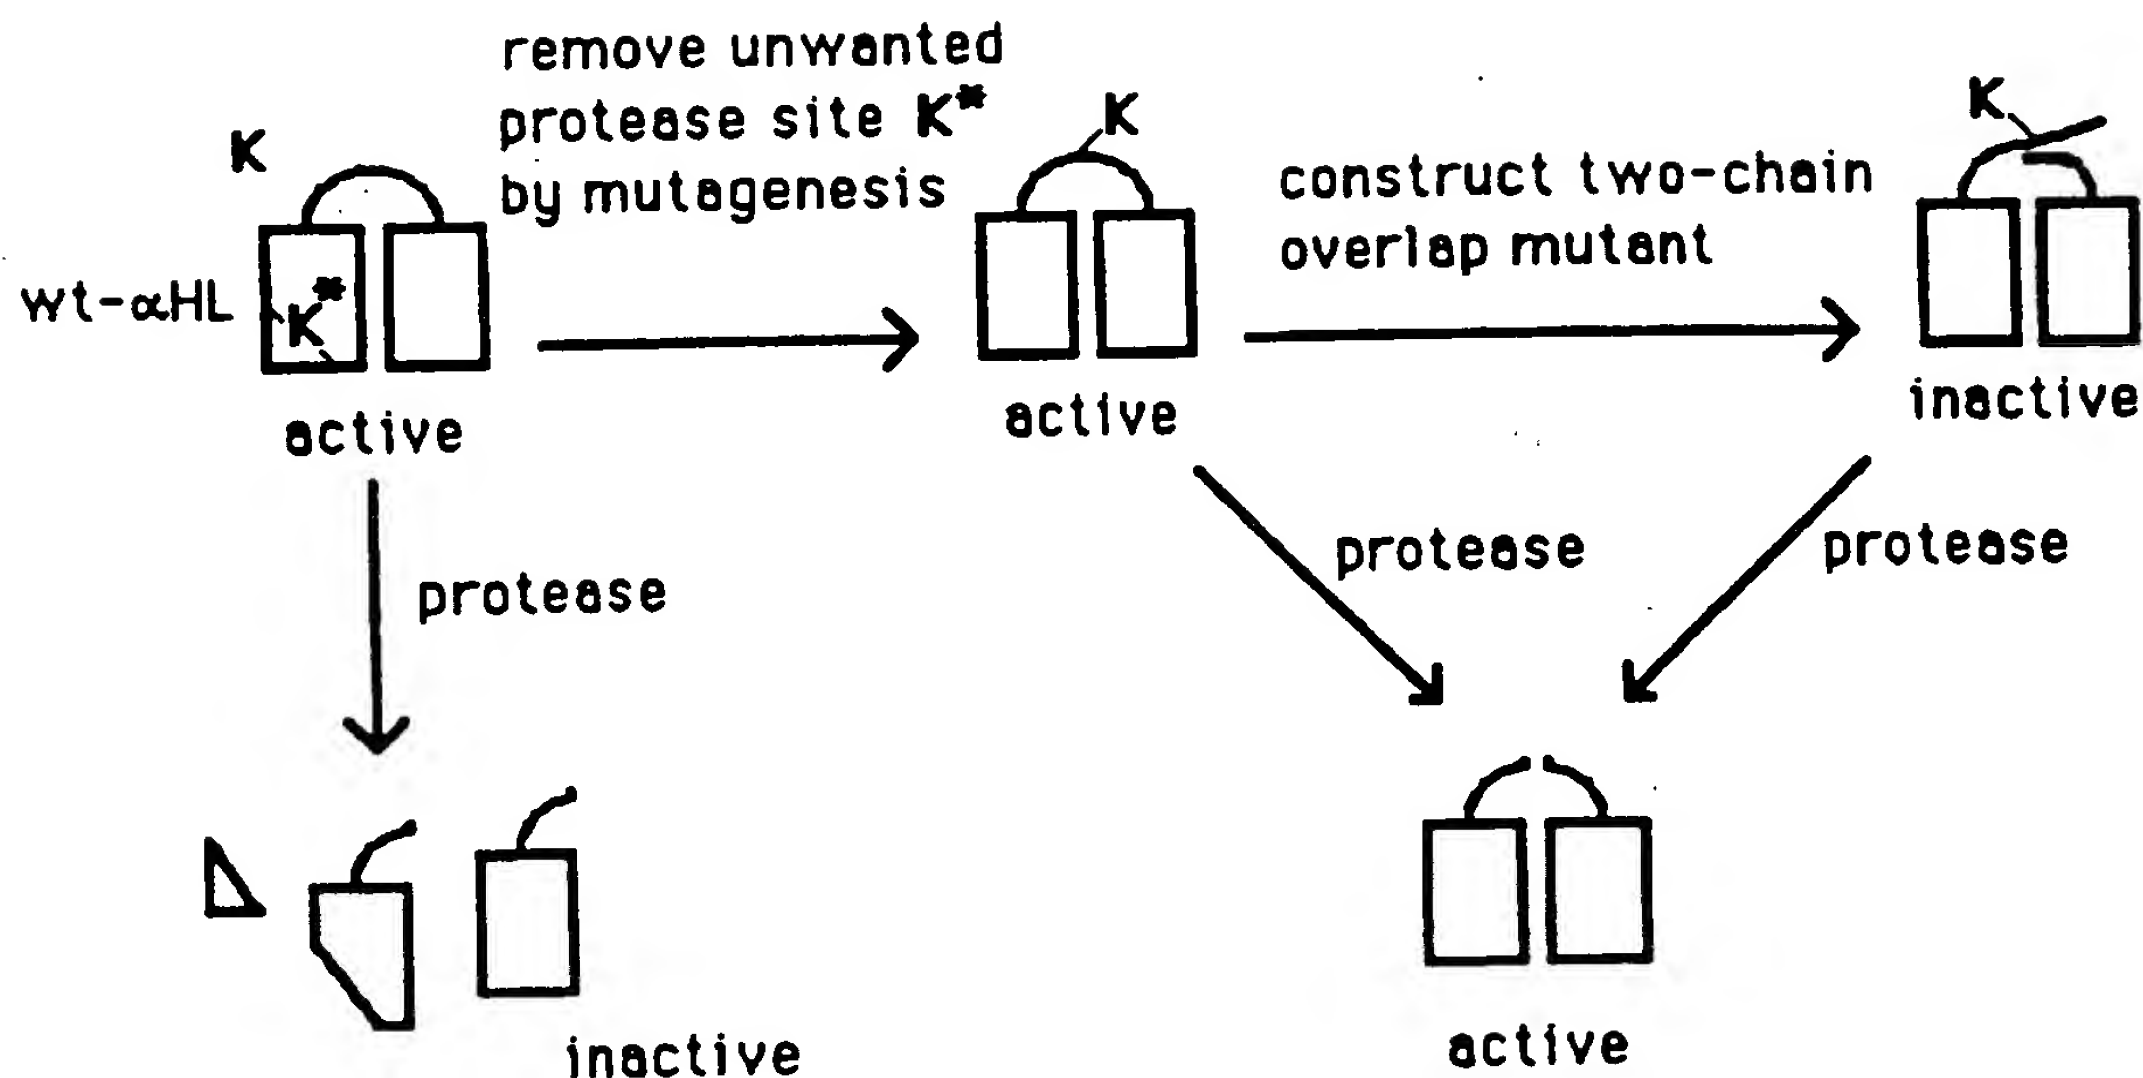 remove unwanted
protease site K*
by mutagenesis
K
K
K
construct two-chain
overlap mutant
wt-αHL
K*
active
active
inactive
protease
protease
protease
inactive
active